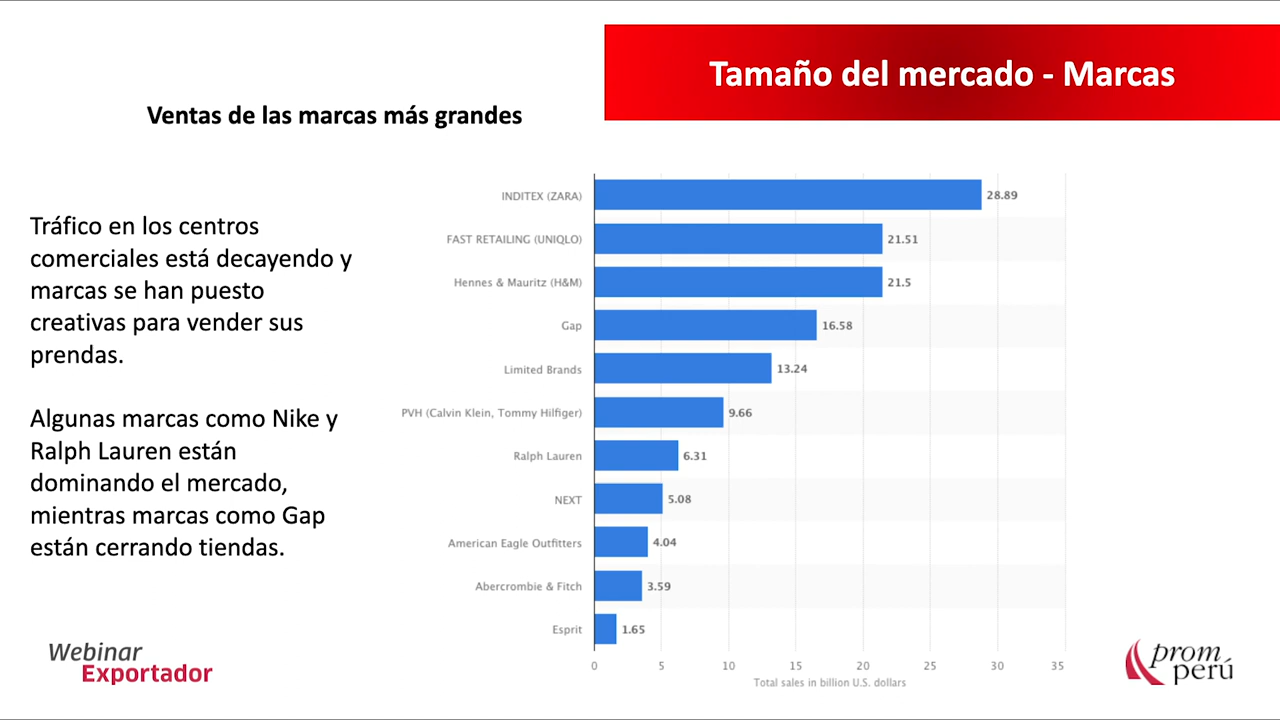 Tamaño del mercado - Marcas
Ventas de las marcas más grandes
Tráfico en los centros
comerciales está decayendo y
marcas se han puesto
creativas para vender sus
prendas.
Algunas marcas como Nike y
Ralph Lauren están
dominando el mercado,
mientras marcas como Gap
están cerrando tiendas.
INDITEX (ZARA) 28.89
FAST RETAILING (UNIQLO) 21.51
Hennes & Mauritz (H&M) 21.5
Gap 16.58
Limited Brands 13.24
PVH (Calvin Klein, Tommy Hilfiger) 9.66
Ralph Lauren 6.31
NEXT 5.08
American Eagle Outfitters 4.04
Abercrombie & Fitch 3.59
Esprit 1.65
0 5 10 15 20 25 30 35
Total sales in billion U.S. dollars
Webinar
Exportador
prom
perú